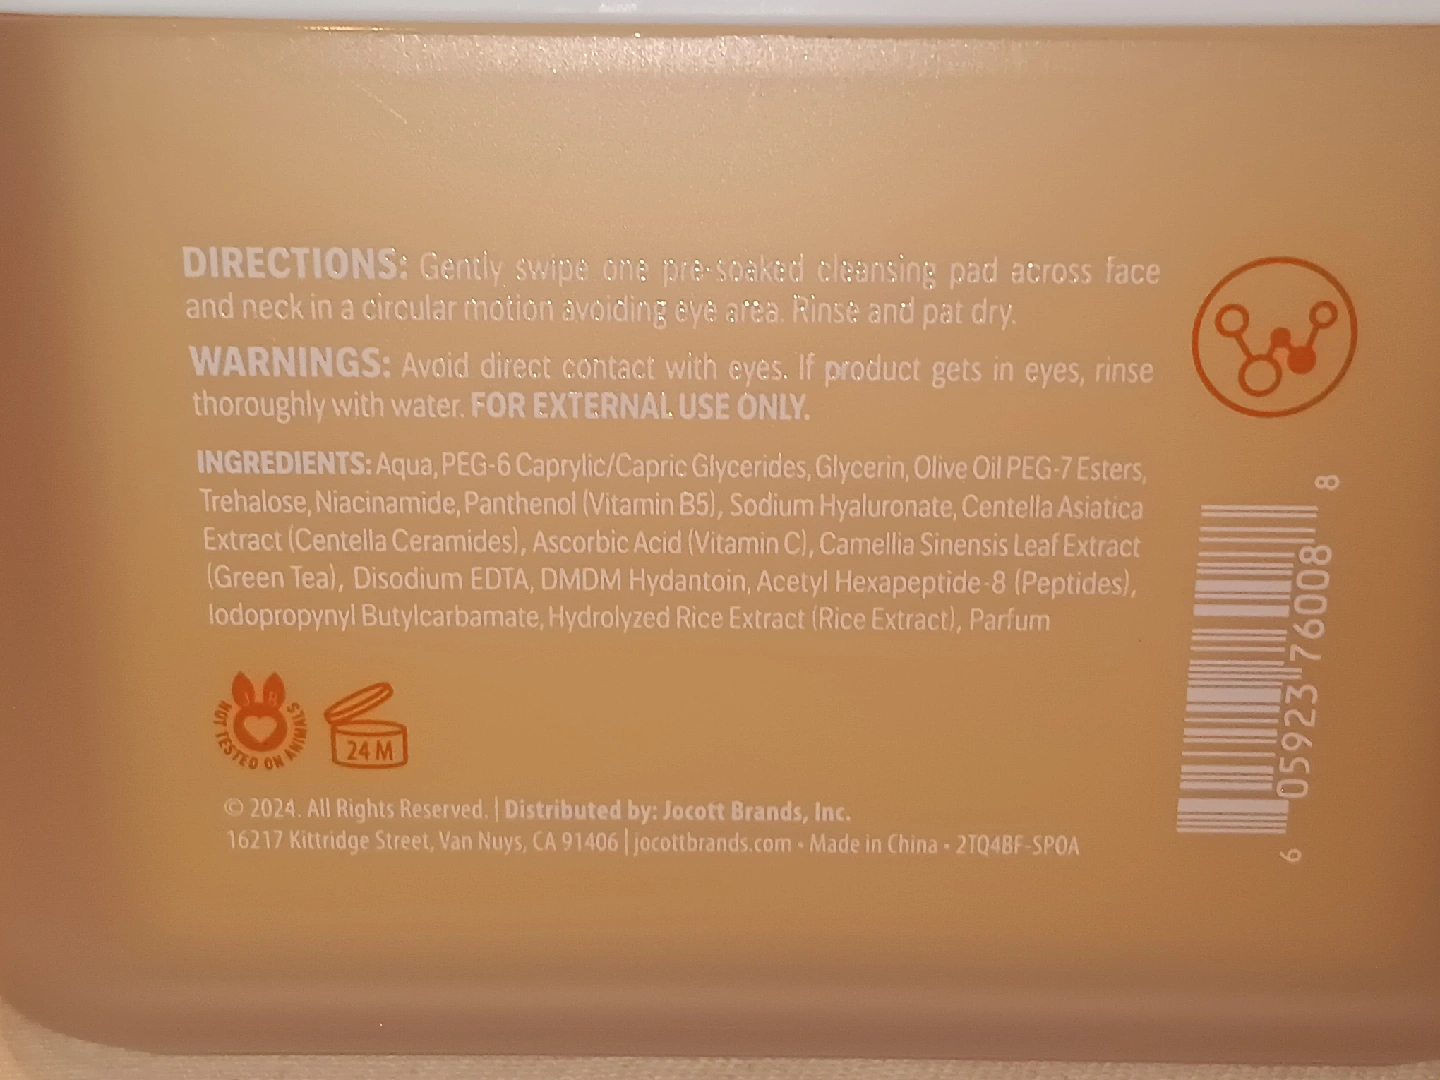 DIRECTIONS: Gently swipe one pre-soaked cleansing pad across face
and neck in a circular motion avoiding eye area. Rinse and pat dry.
WARNINGS: Avoid direct contact with eyes. If product gets in eyes, rinse
thoroughly with water. FOR EXTERNAL USE ONLY.
INGREDIENTS: Aqua, PEG-6 Caprylic/Capric Glycerides, Glycerin, Olive Oil PEG-7 Esters,
Trehalose, Niacinamide, Panthenol (Vitamin B5), Sodium Hyaluronate, Centella Asiatica
Extract (Centella Ceramides), Ascorbic Acid (Vitamin C), Camellia Sinensis Leaf Extract
(Green Tea), Disodium EDTA, DMDM Hydantoin, Acetyl Hexapeptide-8 (Peptides),
Iodopropynyl Butylcarbamate, Hydrolyzed Rice Extract (Rice Extract), Parfum
J B
NOT TESTED ON ANIMALS
24 M
© 2024. All Rights Reserved. | Distributed by: Jocott Brands, Inc.
16217 Kittridge Street, Van Nuys, CA 91406 | jocottbrands.com • Made in China • 2TQ4BF-SPOA
6 05923 76008 8